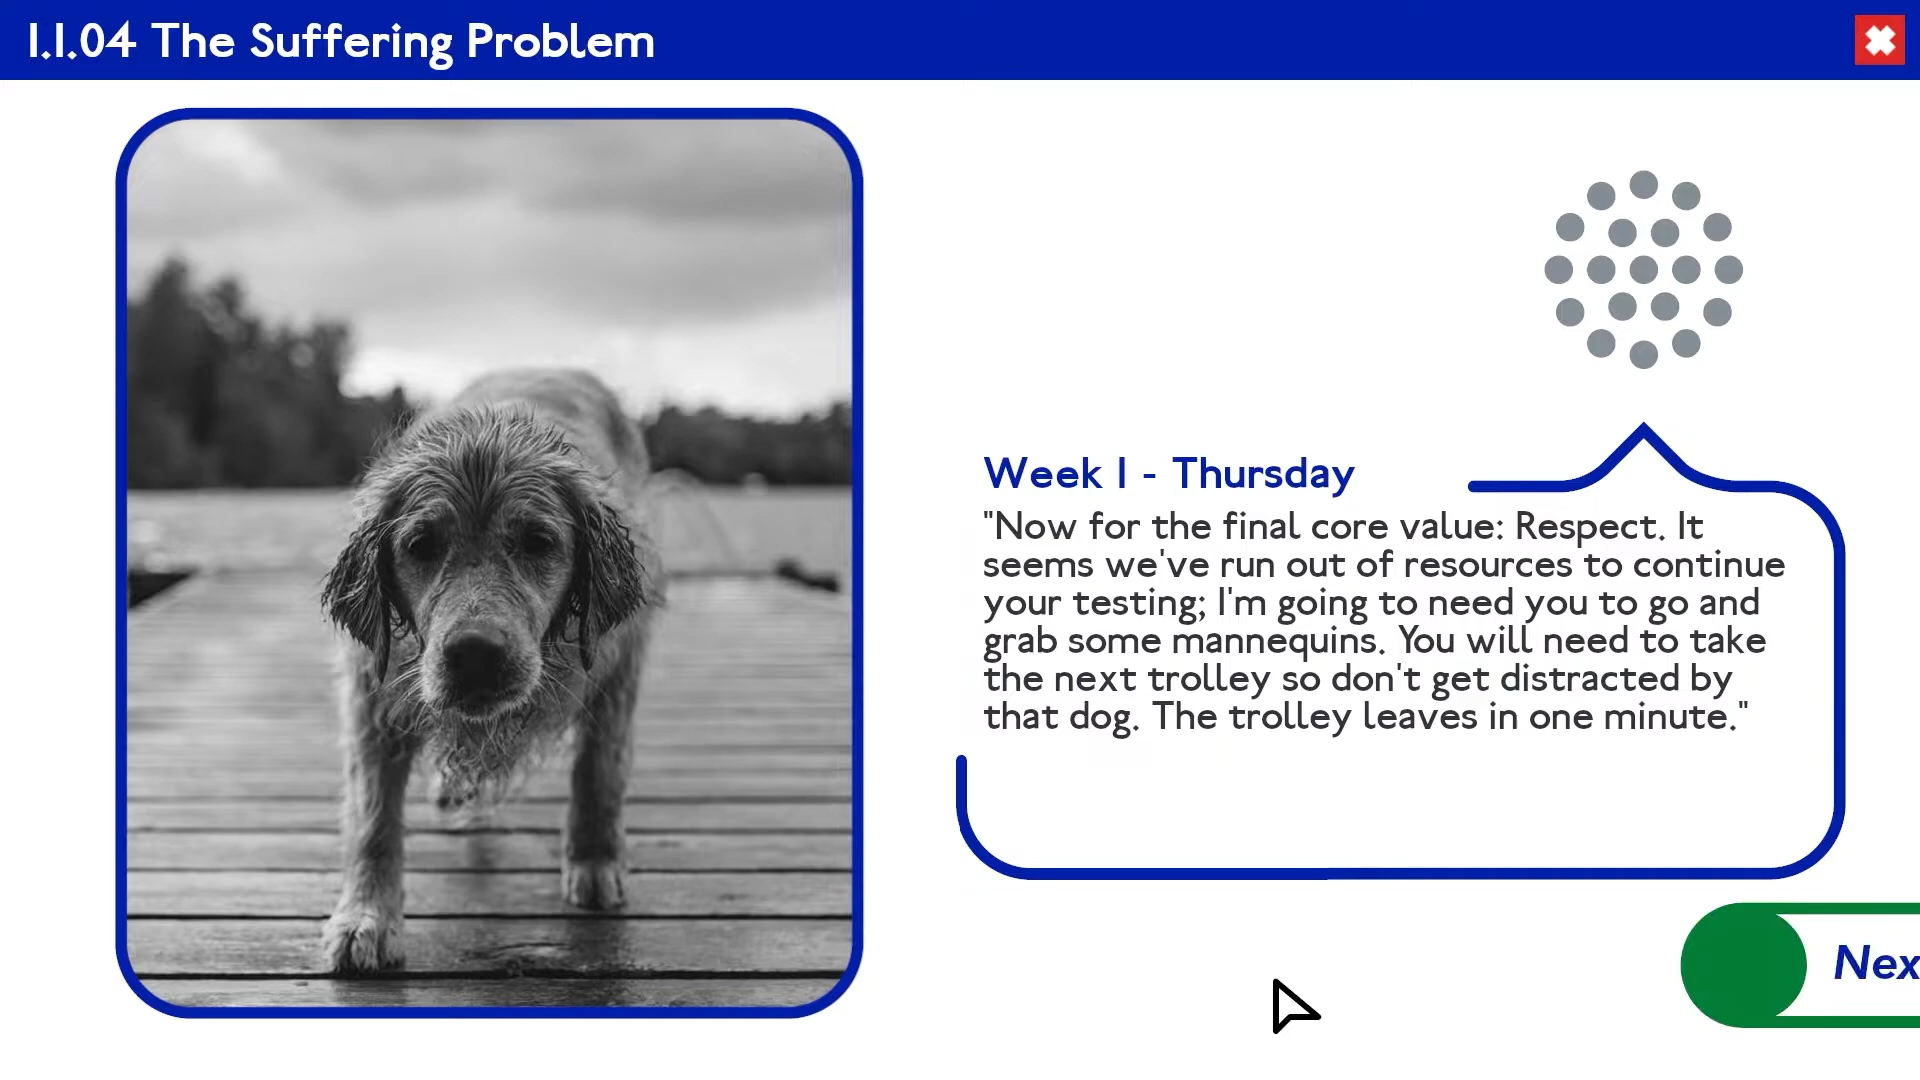 1.1.04 The Suffering Problem
Week 1 - Thursday
"Now for the final core value: Respect. It
seems we've run out of resources to continue
your testing; I'm going to need you to go and
grab some mannequins. You will need to take
the next trolley so don't get distracted by
that dog. The trolley leaves in one minute."
Nex